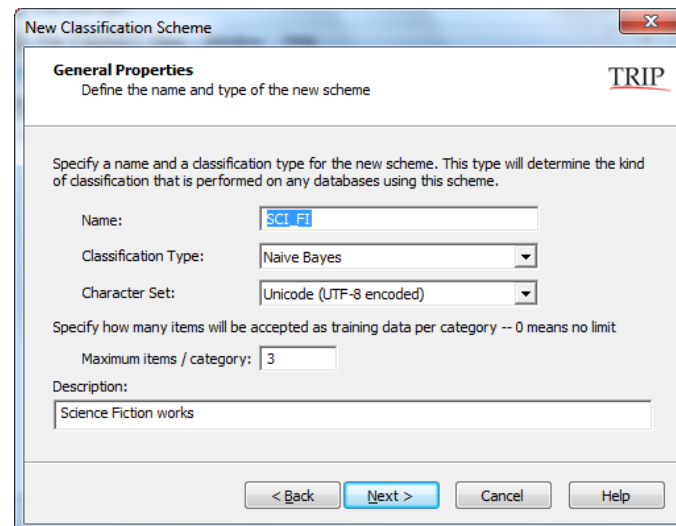 New Classification Scheme
General Properties
Define the name and type of the new scheme
TRIP
Specify a name and a classification type for the new scheme. This type will determine the kind
of classification that is performed on any databases using this scheme.
Name: SCI_FI
Classification Type: Naive Bayes
Character Set: Unicode (UTF-8 encoded)
Specify how many items will be accepted as training data per category -- 0 means no limit
Maximum items / category: 3
Description:
Science Fiction works
< Back Next > Cancel Help